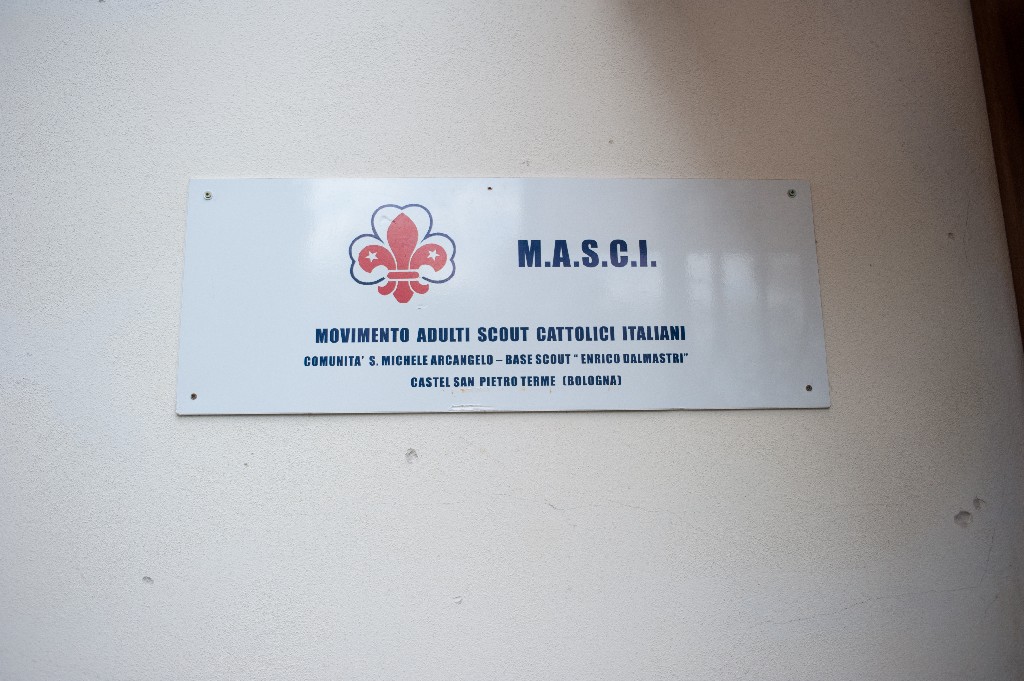 M.A.S.C.I.
MOVIMENTO ADULTI SCOUT CATTOLICI ITALIANI
COMUNITA' S. MICHELE ARCANGELO – BASE SCOUT " ENRICO DALMASTRI"
CASTEL SAN PIETRO TERME (BOLOGNA)